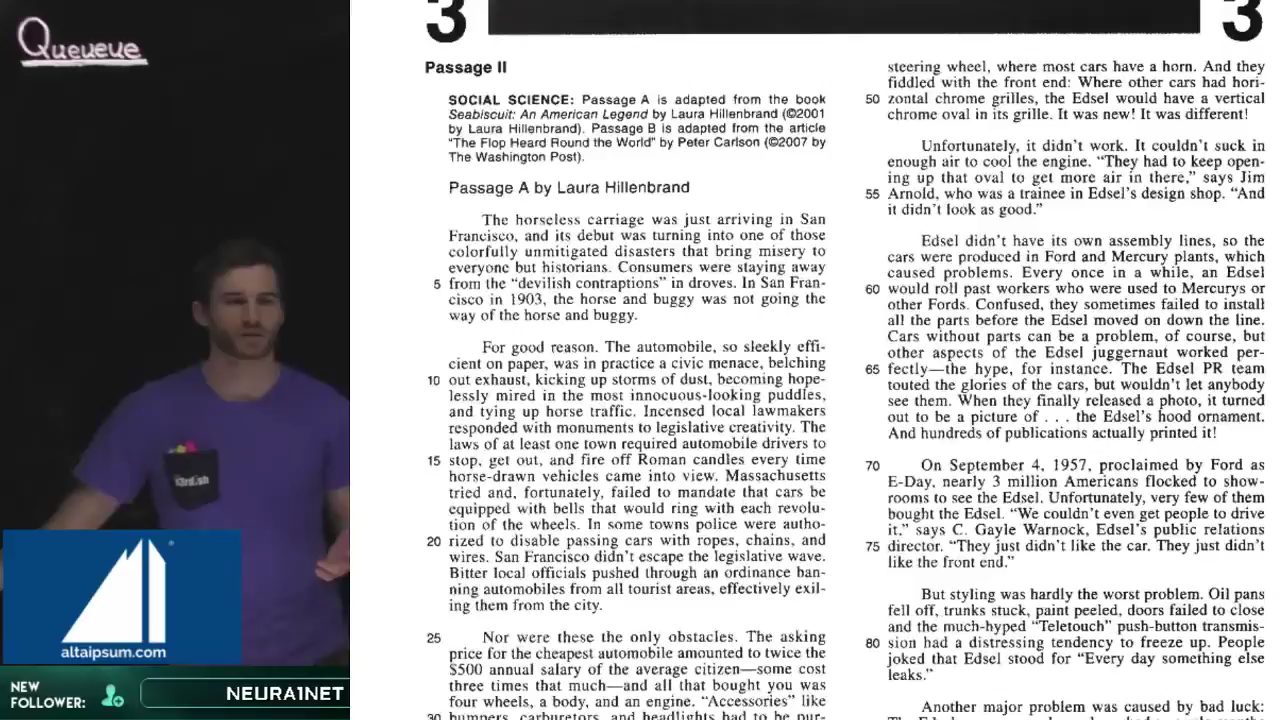 Queueue
k3rdish
altaipsum.com
NEW
FOLLOWER:
NEURA1NET
3
3
Passage II
SOCIAL SCIENCE: Passage A is adapted from the book
Seabiscuit: An American Legend by Laura Hillenbrand (©2001
by Laura Hillenbrand). Passage B is adapted from the article
"The Flop Heard Round the World" by Peter Carlson (©2007 by
The Washington Post).
Passage A by Laura Hillenbrand
The horseless carriage was just arriving in San
Francisco, and its debut was turning into one of those
colorfully unmitigated disasters that bring misery to
everyone but historians. Consumers were staying away
5 from the "devilish contraptions" in droves. In San Fran-
cisco in 1903, the horse and buggy was not going the
way of the horse and buggy.
For good reason. The automobile, so sleekly effi-
cient on paper, was in practice a civic menace, belching
10 out exhaust, kicking up storms of dust, becoming hope-
lessly mired in the most innocuous-looking puddles,
and tying up horse traffic. Incensed local lawmakers
responded with monuments to legislative creativity. The
laws of at least one town required automobile drivers to
15 stop, get out, and fire off Roman candles every time
horse-drawn vehicles came into view. Massachusetts
tried and, fortunately, failed to mandate that cars be
equipped with bells that would ring with each revolu-
tion of the wheels. In some towns police were autho-
20 rized to disable passing cars with ropes, chains, and
wires. San Francisco didn't escape the legislative wave.
Bitter local officials pushed through an ordinance ban-
ning automobiles from all tourist areas, effectively exil-
ing them from the city.
25 Nor were these the only obstacles. The asking
price for the cheapest automobile amounted to twice the
$500 annual salary of the average citizen—some cost
three times that much—and all that bought you was
four wheels, a body, and an engine. "Accessories" like
30 bumpers, carburetors, and headlights had to be pur-
steering wheel, where most cars have a horn. And they
fiddled with the front end: Where other cars had hori-
50 zontal chrome grilles, the Edsel would have a vertical
chrome oval in its grille. It was new! It was different!
Unfortunately, it didn't work. It couldn't suck in
enough air to cool the engine. "They had to keep open-
ing up that oval to get more air in there," says Jim
55 Arnold, who was a trainee in Edsel's design shop. "And
it didn't look as good."
Edsel didn't have its own assembly lines, so the
cars were produced in Ford and Mercury plants, which
caused problems. Every once in a while, an Edsel
60 would roll past workers who were used to Mercurys or
other Fords. Confused, they sometimes failed to install
all the parts before the Edsel moved on down the line.
Cars without parts can be a problem, of course, but
other aspects of the Edsel juggernaut worked per-
65 fectly—the hype, for instance. The Edsel PR team
touted the glories of the cars, but wouldn't let anybody
see them. When they finally released a photo, it turned
out to be a picture of . . . the Edsel's hood ornament.
And hundreds of publications actually printed it!
70 On September 4, 1957, proclaimed by Ford as
E-Day, nearly 3 million Americans flocked to show-
rooms to see the Edsel. Unfortunately, very few of them
bought the Edsel. "We couldn't even get people to drive
it," says C. Gayle Warnock, Edsel's public relations
75 director. "They just didn't like the car. They just didn't
like the front end."
But styling was hardly the worst problem. Oil pans
fell off, trunks stuck, paint peeled, doors failed to close
and the much-hyped "Teletouch" push-button transmis-
80 sion had a distressing tendency to freeze up. People
joked that Edsel stood for "Every day something else
leaks."
Another major problem was caused by bad luck: